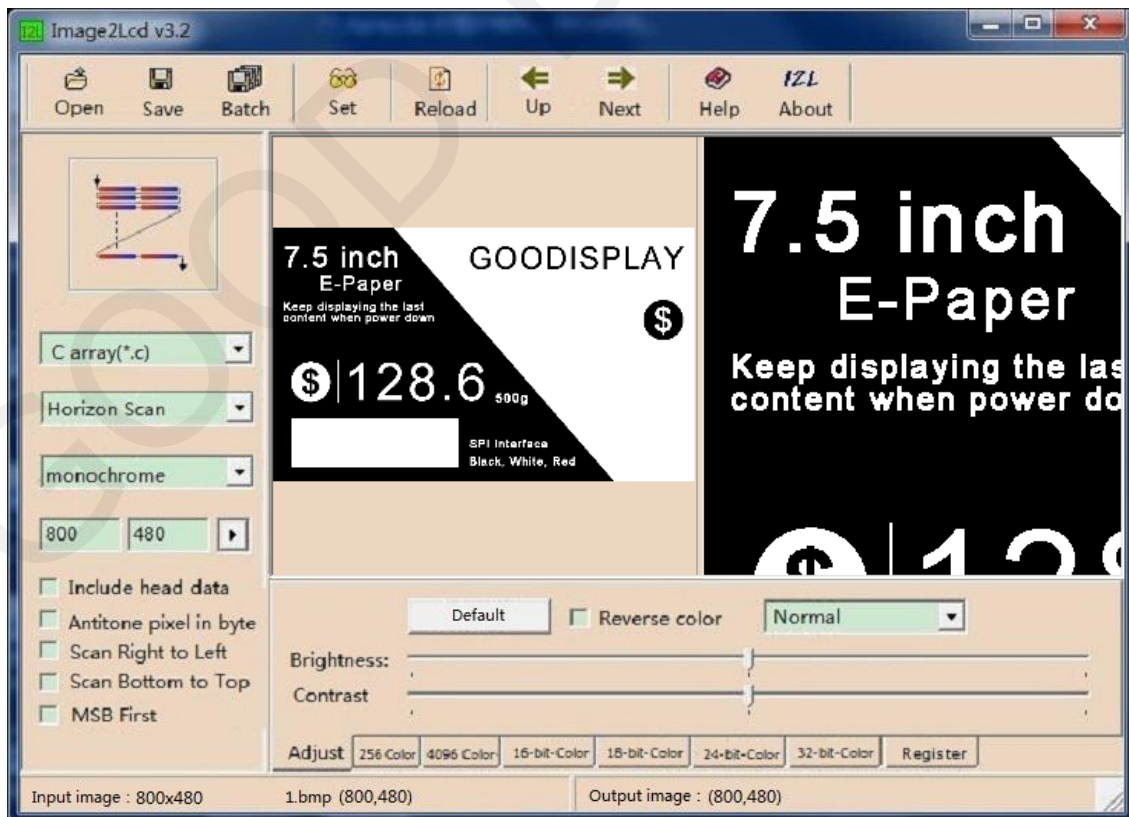 I2L Image2Lcd v3.2
Open Save Batch Set Reload Up Next Help About
I2L
C array(*.c)
Horizon Scan
monochrome
800 480
Include head data
Antitone pixel in byte
Scan Right to Left
Scan Bottom to Top
MSB First
7.5 inch
E-Paper
Keep displaying the last
content when power down
GOODISPLAY
$
$ 128.6 500g
SPI Interface
Black, White, Red
7.5 inch
E-Paper
Keep displaying the las
content when power do
Default Reverse color Normal
Brightness:
Contrast
Adjust 256 Color 4096 Color 16-bit-Color 18-bit-Color 24-bit-Color 32-bit-Color Register
Input image : 800x480 1.bmp (800,480) Output image : (800,480)